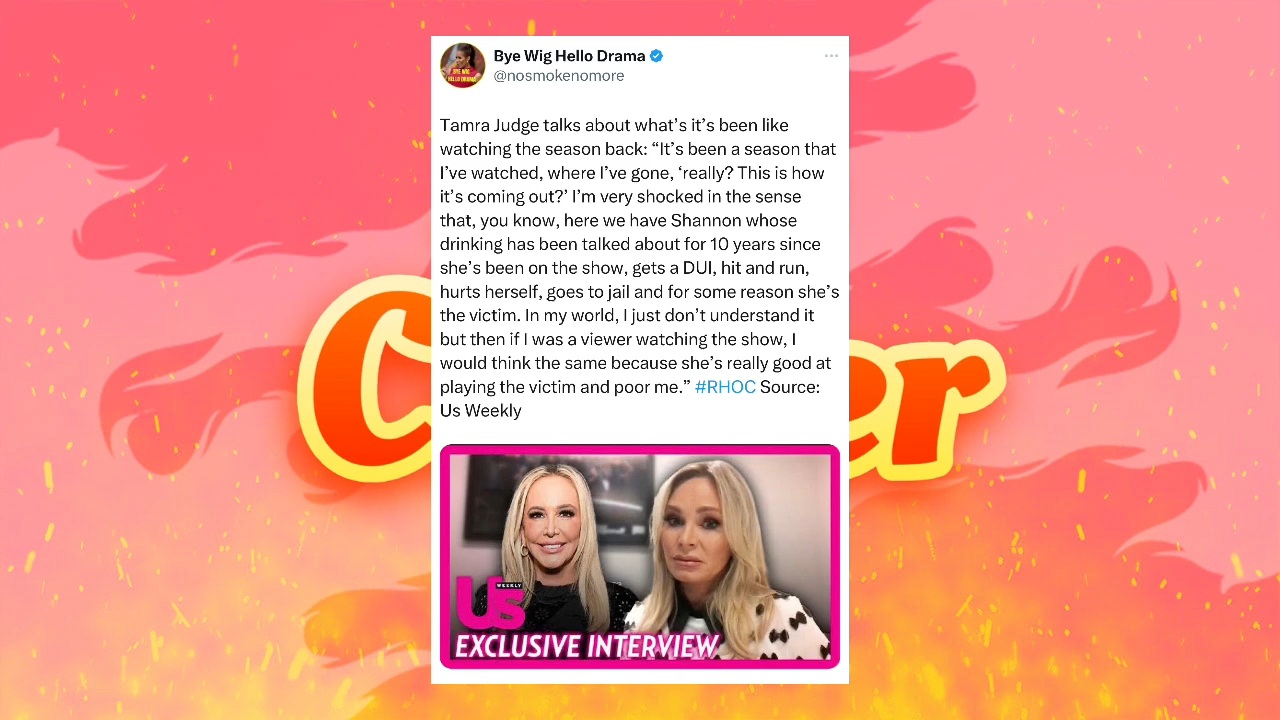 Bye Wig Hello Drama
@nosmokenomore
Tamra Judge talks about what’s it’s been like
watching the season back: “It’s been a season that
I’ve watched, where I’ve gone, ‘really? This is how
it’s coming out?’ I’m very shocked in the sense
that, you know, here we have Shannon whose
drinking has been talked about for 10 years since
she’s been on the show, gets a DUI, hit and run,
hurts herself, goes to jail and for some reason she’s
the victim. In my world, I just don’t understand it
but then if I was a viewer watching the show, I
would think the same because she’s really good at
playing the victim and poor me.” #RHOC Source:
Us Weekly
Us WEEKLY
EXCLUSIVE INTERVIEW